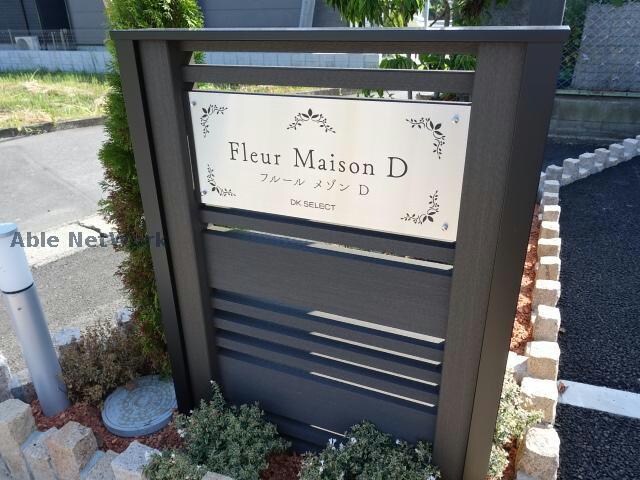 Fleur Maison D
フルール メゾン D
DK SELECT
Able Network